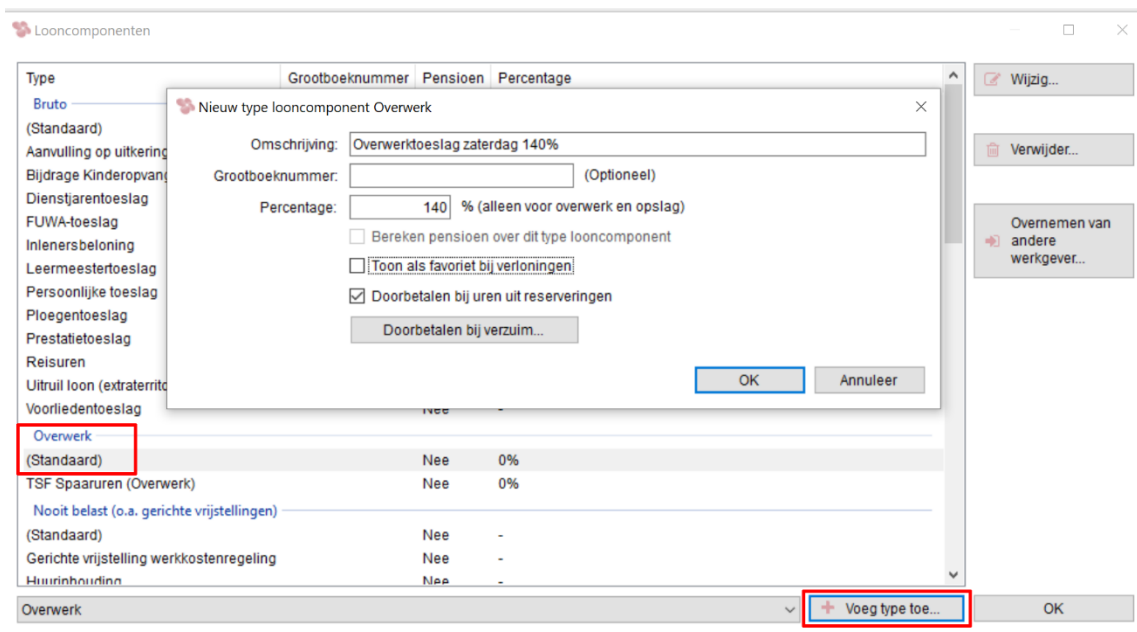 Looncomponenten
Type Grootboeknummer Pensioen Percentage
Bruto
(Standaard)
Aanvulling op uitkering
Bijdrage Kinderopvang
Dienstjarentoeslag
FUWA-toeslag
Inlenersbeloning
Leermeestertoeslag
Persoonlijke toeslag
Ploegentoeslag
Prestatietoeslag
Reisuren
Uitruil loon (extraterrito
Voorliedentoeslag Nee -
Overwerk
(Standaard) Nee 0%
TSF Spaaruren (Overwerk) Nee 0%
Nooit belast (o.a. gerichte vrijstellingen)
(Standaard) Nee -
Gerichte vrijstelling werkkostenregeling Nee -
Huurinhouding Nee -
Overwerk
Voeg type toe...
OK
Wijzig...
Verwijder...
Overnemen van
andere
werkgever...
Nieuw type looncomponent Overwerk
Omschrijving: Overwerktoeslag zaterdag 140%
Grootboeknummer: (Optioneel)
Percentage: 140 % (alleen voor overwerk en opslag)
Bereken pensioen over dit type looncomponent
Toon als favoriet bij verloningen
Doorbetalen bij uren uit reserveringen
Doorbetalen bij verzuim...
OK Annuleer